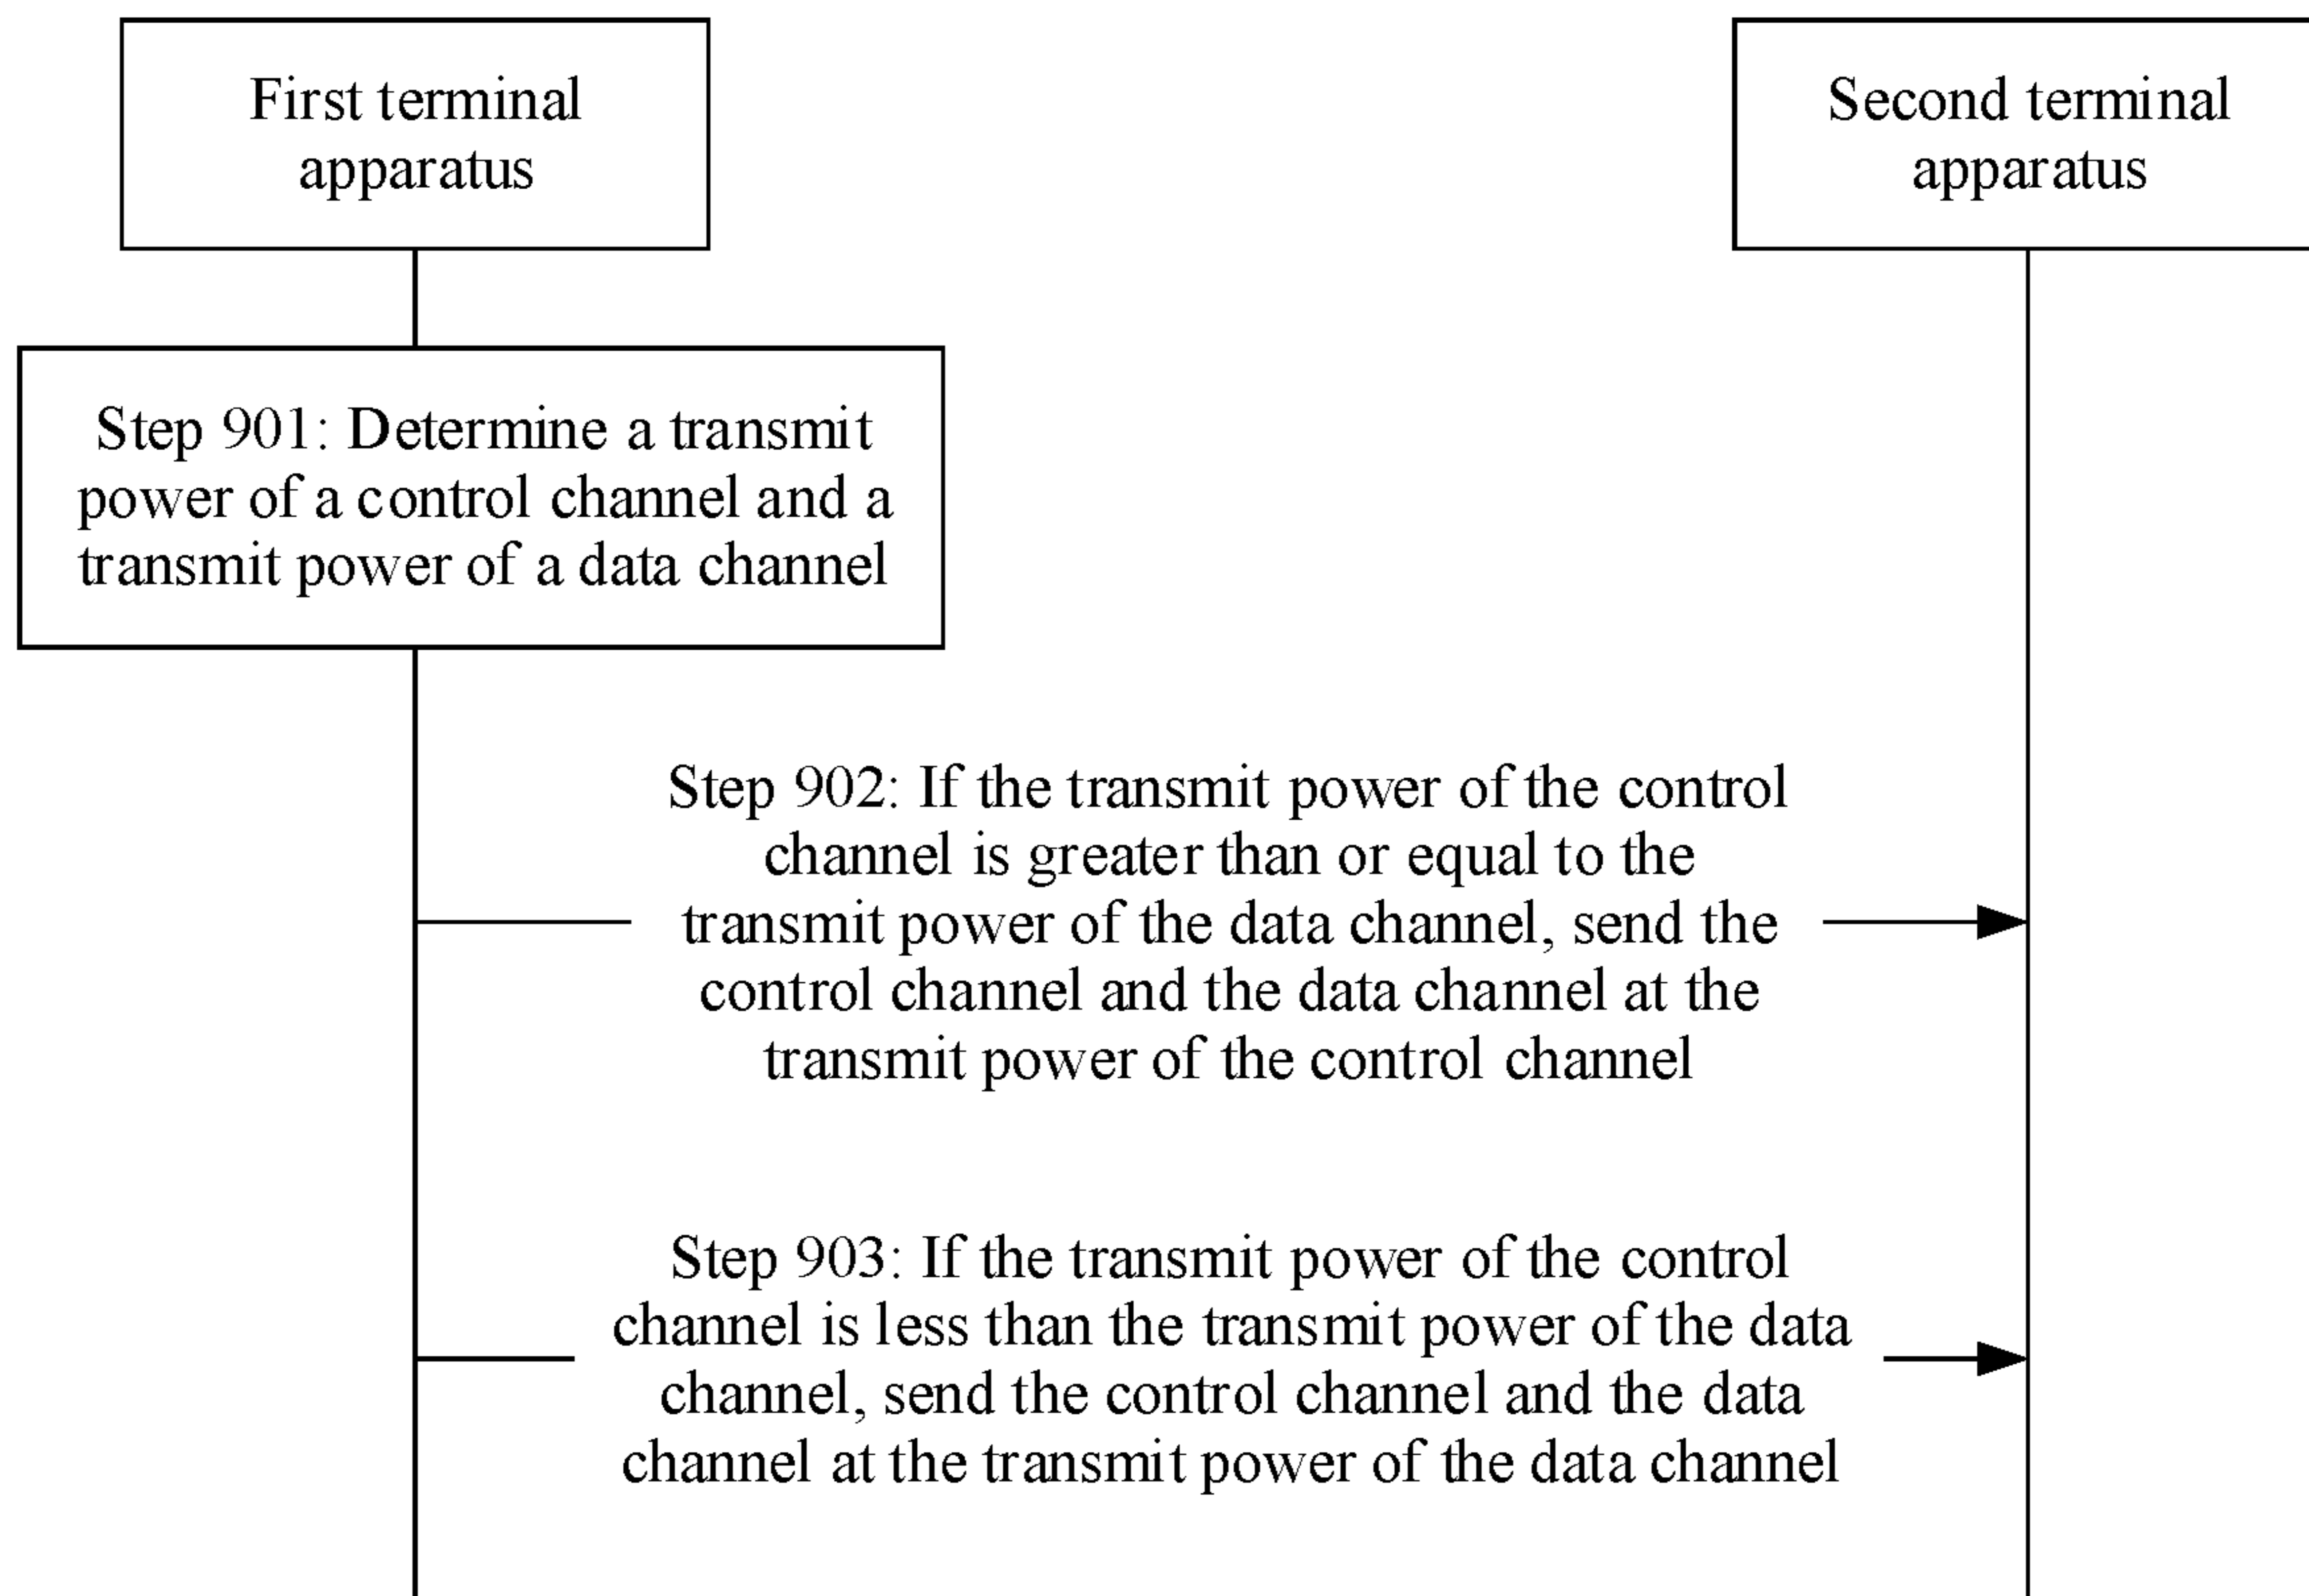 First terminal
apparatus
Second terminal
apparatus
Step 901: Determine a transmit
power of a control channel and a
transmit power of a data channel
Step 902: If the transmit power of the control
channel is greater than or equal to the
transmit power of the data channel, send the
control channel and the data channel at the
transmit power of the control channel
Step 903: If the transmit power of the control
channel is less than the transmit power of the data
channel, send the control channel and the data
channel at the transmit power of the data channel